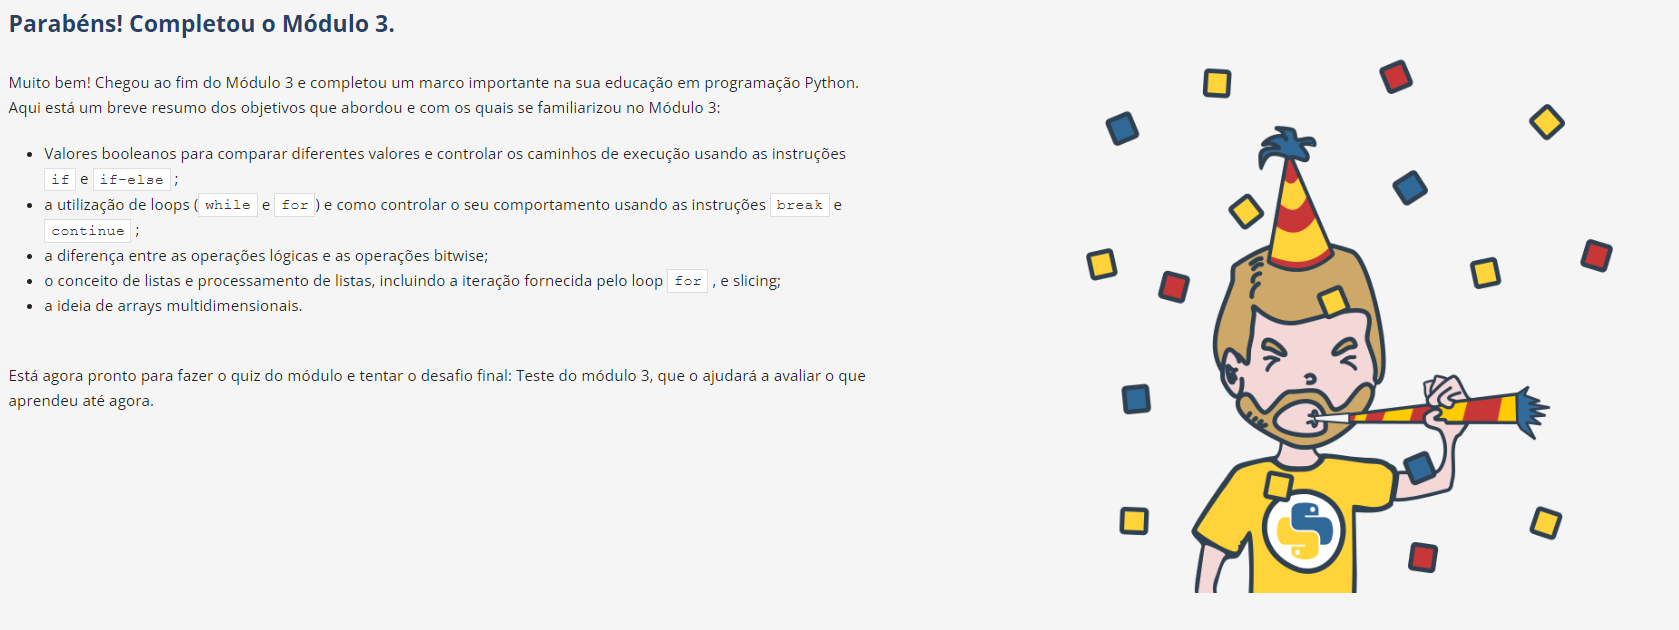 Parabéns! Completou o Módulo 3.
Muito bem! Chegou ao fim do Módulo 3 e completou um marco importante na sua educação em programação Python.
Aqui está um breve resumo dos objetivos que abordou e com os quais se familiarizou no Módulo 3:
• Valores booleanos para comparar diferentes valores e controlar os caminhos de execução usando as instruções
if e if-else ;
• a utilização de loops ( while e for ) e como controlar o seu comportamento usando as instruções break e
continue ;
• a diferença entre as operações lógicas e as operações bitwise;
• o conceito de listas e processamento de listas, incluindo a iteração fornecida pelo loop for , e slicing;
• a ideia de arrays multidimensionais.
Está agora pronto para fazer o quiz do módulo e tentar o desafio final: Teste do módulo 3, que o ajudará a avaliar o que
aprendeu até agora.